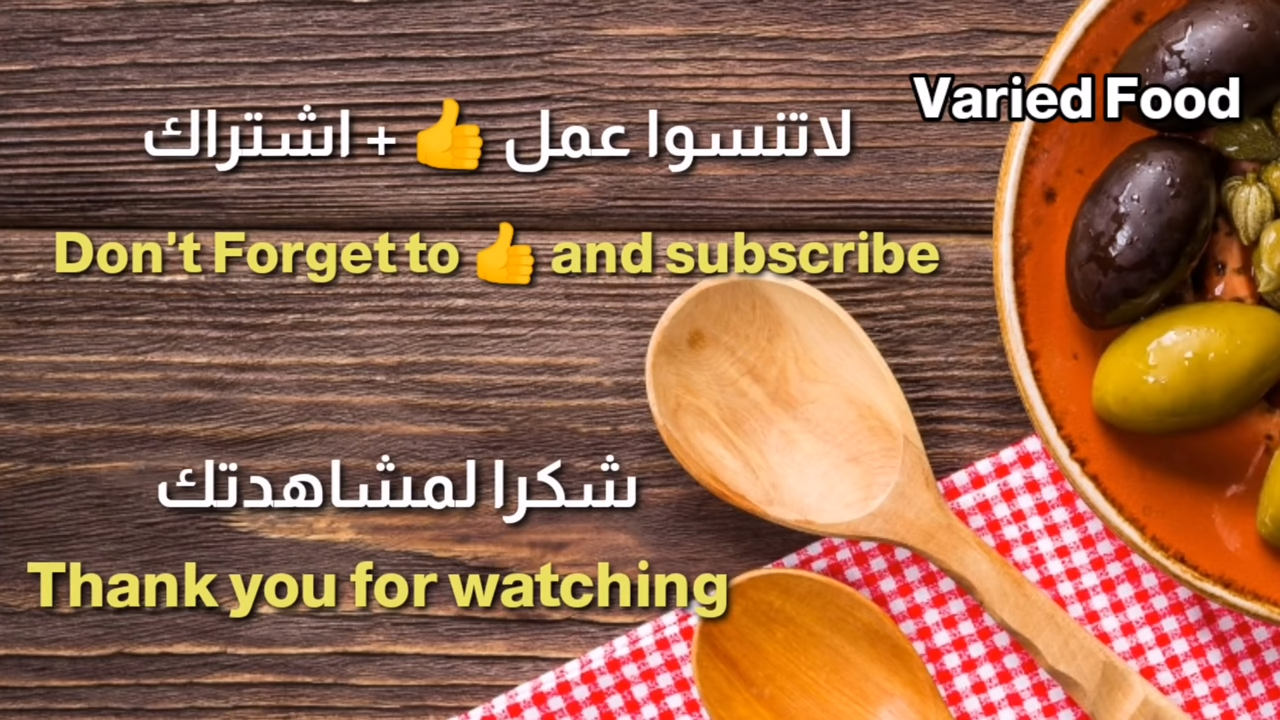 Varied Food
لاتنسوا عمل 👍 + اشتراك
Don't Forget to 👍 and subscribe
شكرا لمشاهدتك
Thank you for watching